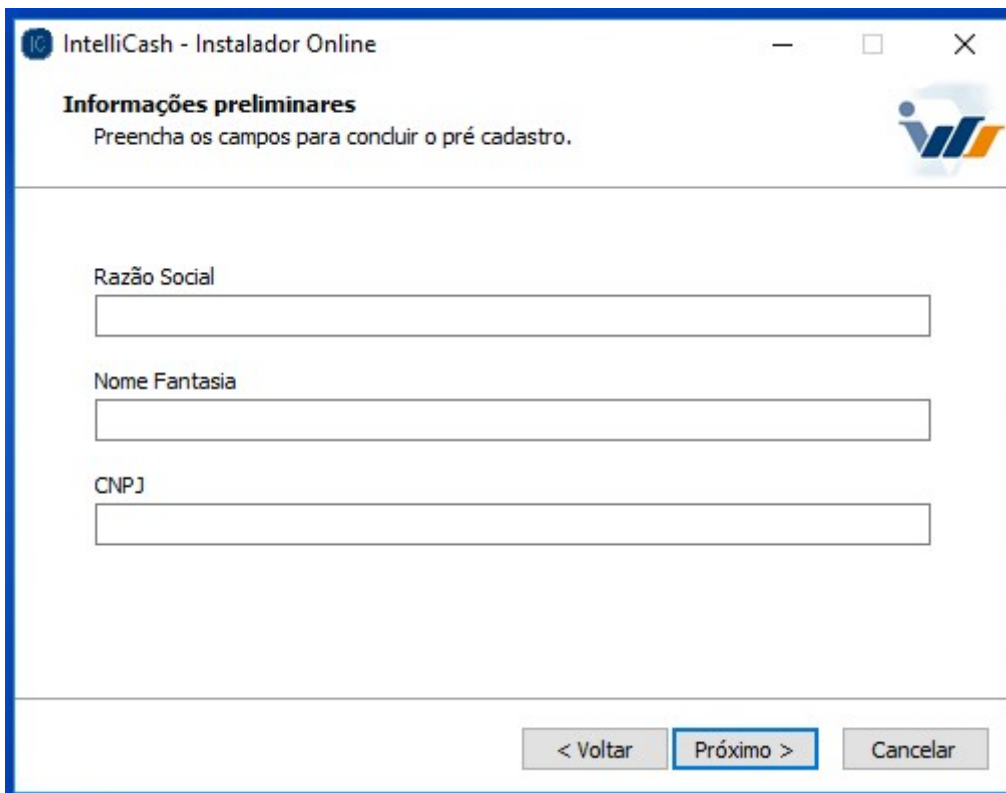 IC IntelliCash - Instalador Online
Informações preliminares
Preencha os campos para concluir o pré cadastro.
Razão Social
Nome Fantasia
CNPJ
< Voltar
Próximo >
Cancelar